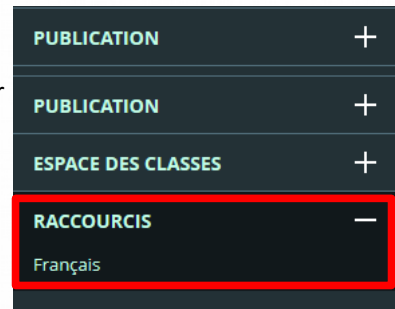 PUBLICATION
PUBLICATION
ESPACE DES CLASSES
RACCOURCIS
Français